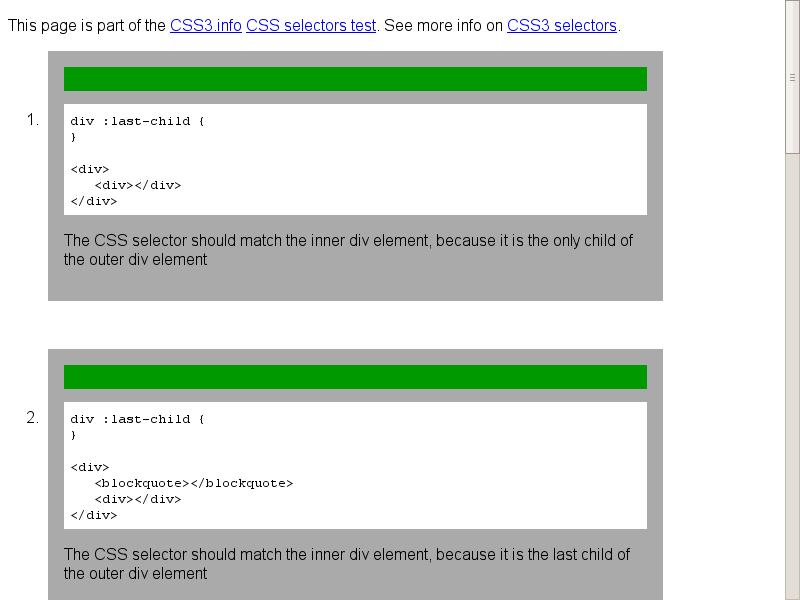 This page is part of the CSS3.info CSS selectors test. See more info on CSS3 selectors.
1.
div :last-child {
}
<div>
   <div></div>
</div>
The CSS selector should match the inner div element, because it is the only child of
the outer div element
2.
div :last-child {
}
<div>
   <blockquote></blockquote>
   <div></div>
</div>
The CSS selector should match the inner div element, because it is the last child of
the outer div element